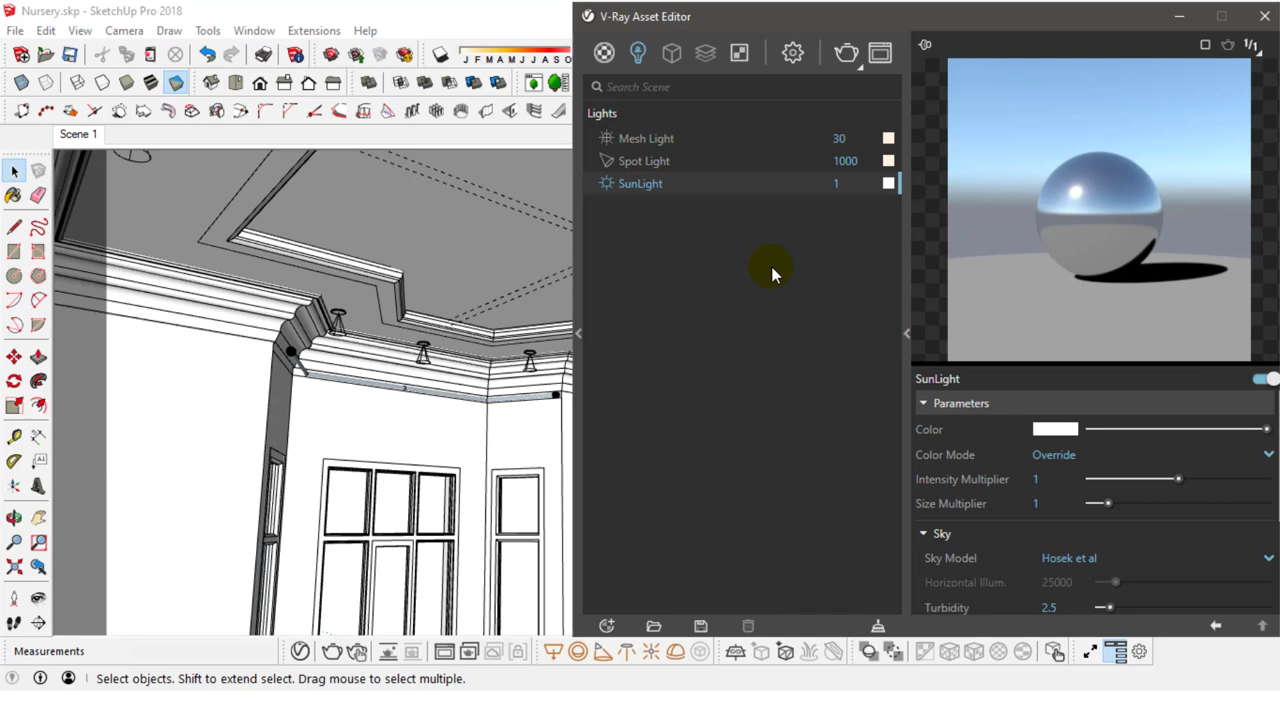 Nursery.skp - SketchUp Pro 2018
File Edit View Camera Draw Tools Window Extensions Help
J F M A M J J A S O
Scene 1
Measurements
Select objects. Shift to extend select. Drag mouse to select multiple.
V-Ray Asset Editor
Search Scene
Lights
Mesh Light 30
Spot Light 1000
SunLight 1
1/1
SunLight
Parameters
Color
Color Mode Override
Intensity Multiplier 1
Size Multiplier 1
Sky
Sky Model Hosek et al
Horizontal Illum. 25000
Turbidity 2.5